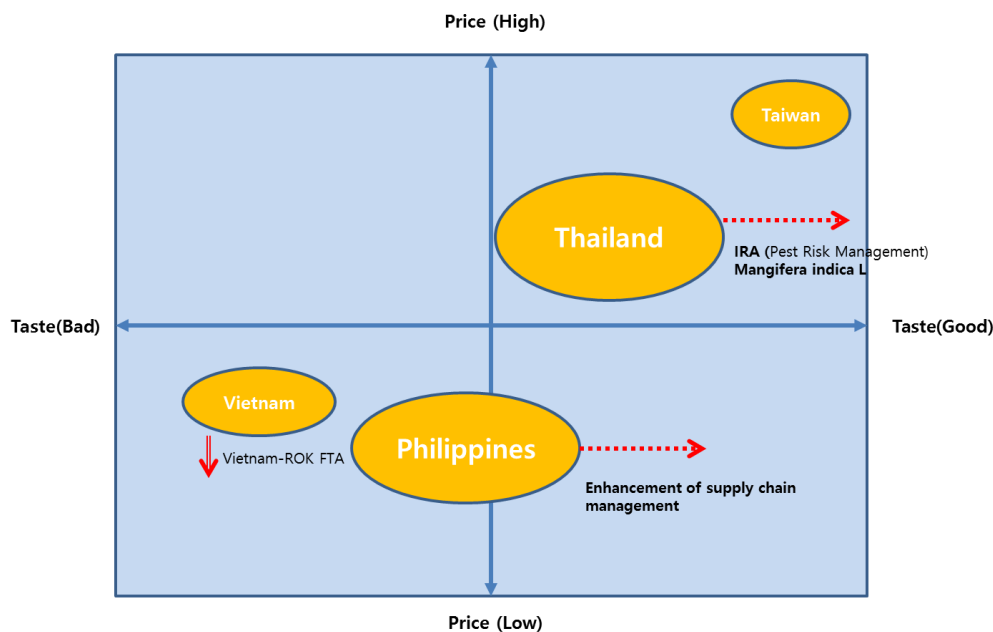 Price (High)
Taiwan
Thailand
IRA (Pest Risk Management)
Mangifera indica L
Taste(Bad)
Taste(Good)
Vietnam
Vietnam-ROK FTA
Philippines
Enhancement of supply chain
management
Price (Low)